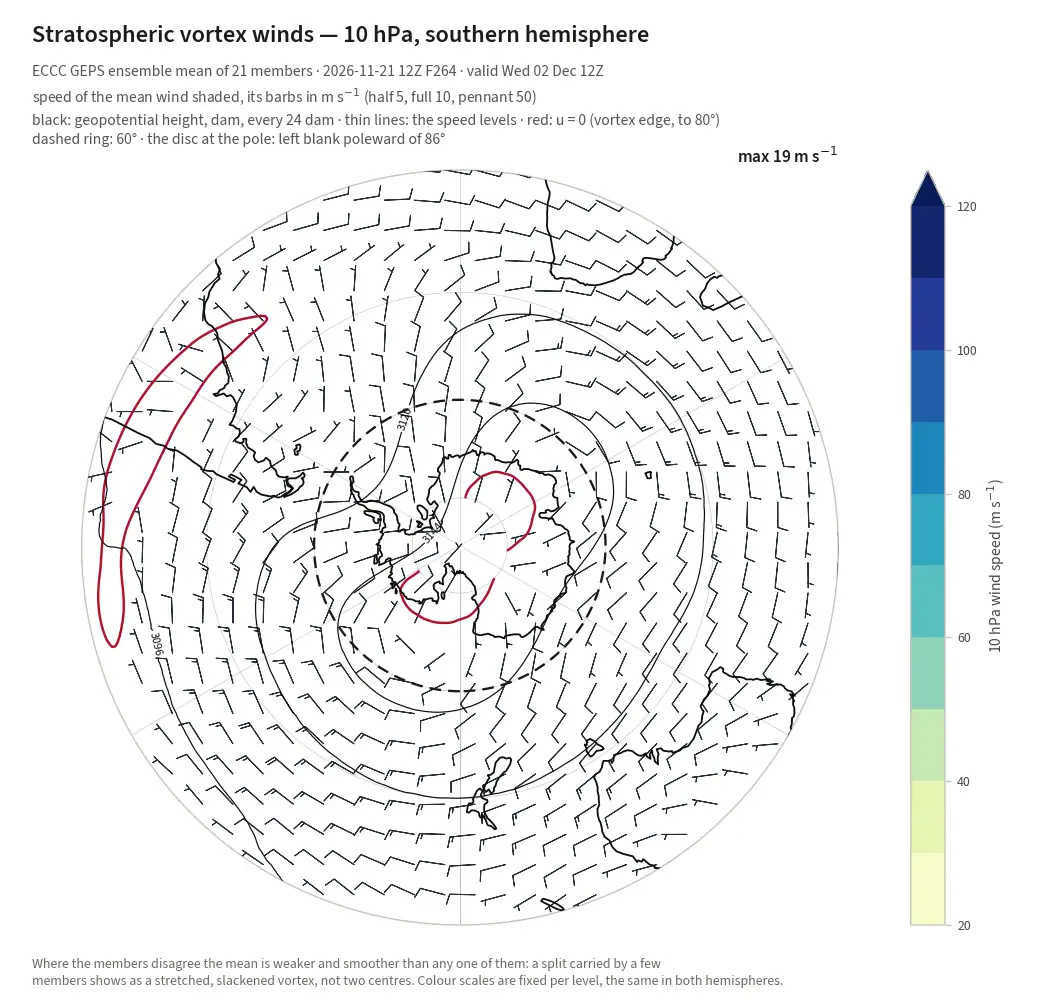 Stratospheric vortex winds — 10 hPa, southern hemisphere
ECCC GEPS ensemble mean of 21 members · 2026-11-21 12Z F264 · valid Wed 02 Dec 12Z
speed of the mean wind shaded, its barbs in m s⁻¹ (half 5, full 10, pennant 50)
black: geopotential height, dam, every 24 dam · thin lines: the speed levels · red: u = 0 (vortex edge, to 80°)
dashed ring: 60° · the disc at the pole: left blank poleward of 86°
max 19 m s⁻¹
120
100
80
60
40
20
10 hPa wind speed (m s⁻¹)
3096
Where the members disagree the mean is weaker and smoother than any one of them: a split carried by a few
members shows as a stretched, slackened vortex, not two centres. Colour scales are fixed per level, the same in both hemispheres.